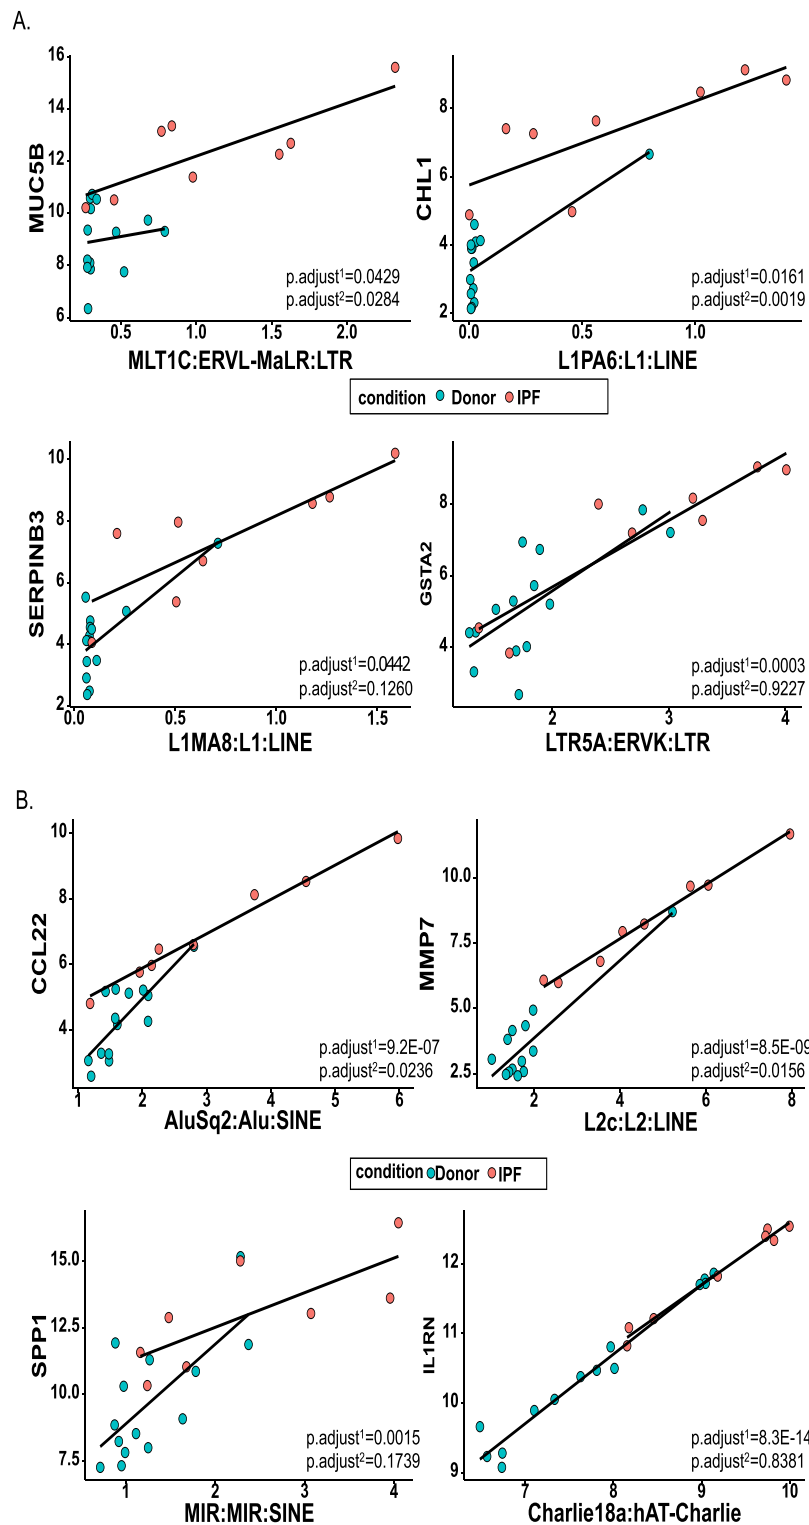 A.
MUC5B
16
14
12
10
8
6
0.5 1.0 1.5 2.0
MLT1C:ERVL-MaLR:LTR
p.adjust1=0.0429
p.adjust2=0.0284
CHL1
8
6
4
2
0.0 0.5 1.0
L1PA6:L1:LINE
p.adjust1=0.0161
p.adjust2=0.0019
condition Donor IPF
SERPINB3
10
8
6
4
2
0.0 0.5 1.0 1.5
L1MA8:L1:LINE
p.adjust1=0.0442
p.adjust2=0.1260
GSTA2
8
6
4
2 3 4
LTR5A:ERVK:LTR
p.adjust1=0.0003
p.adjust2=0.9227
B.
CCL22
10
8
6
4
1 2 3 4 5 6
AluSq2:Alu:SINE
p.adjust1=9.2E-07
p.adjust2=0.0236
MMP7
10.0
7.5
5.0
2.5
2 4 6 8
L2c:L2:LINE
p.adjust1=8.5E-09
p.adjust2=0.0156
condition Donor IPF
SPP1
15.0
12.5
10.0
7.5
1 2 3 4
MIR:MIR:SINE
p.adjust1=0.0015
p.adjust2=0.1739
IL1RN
12
11
10
9
7 8 9 10
Charlie18a:hAT-Charlie
p.adjust1=8.3E-14
p.adjust2=0.8381